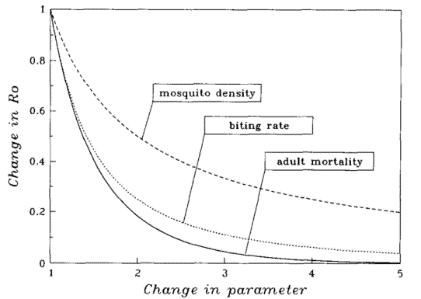 1
0.8
0.6
0.4
0.2
0
1
2
3
4
5
Change in Ro
mosquito density
biting rate
adult mortality
Change in parameter